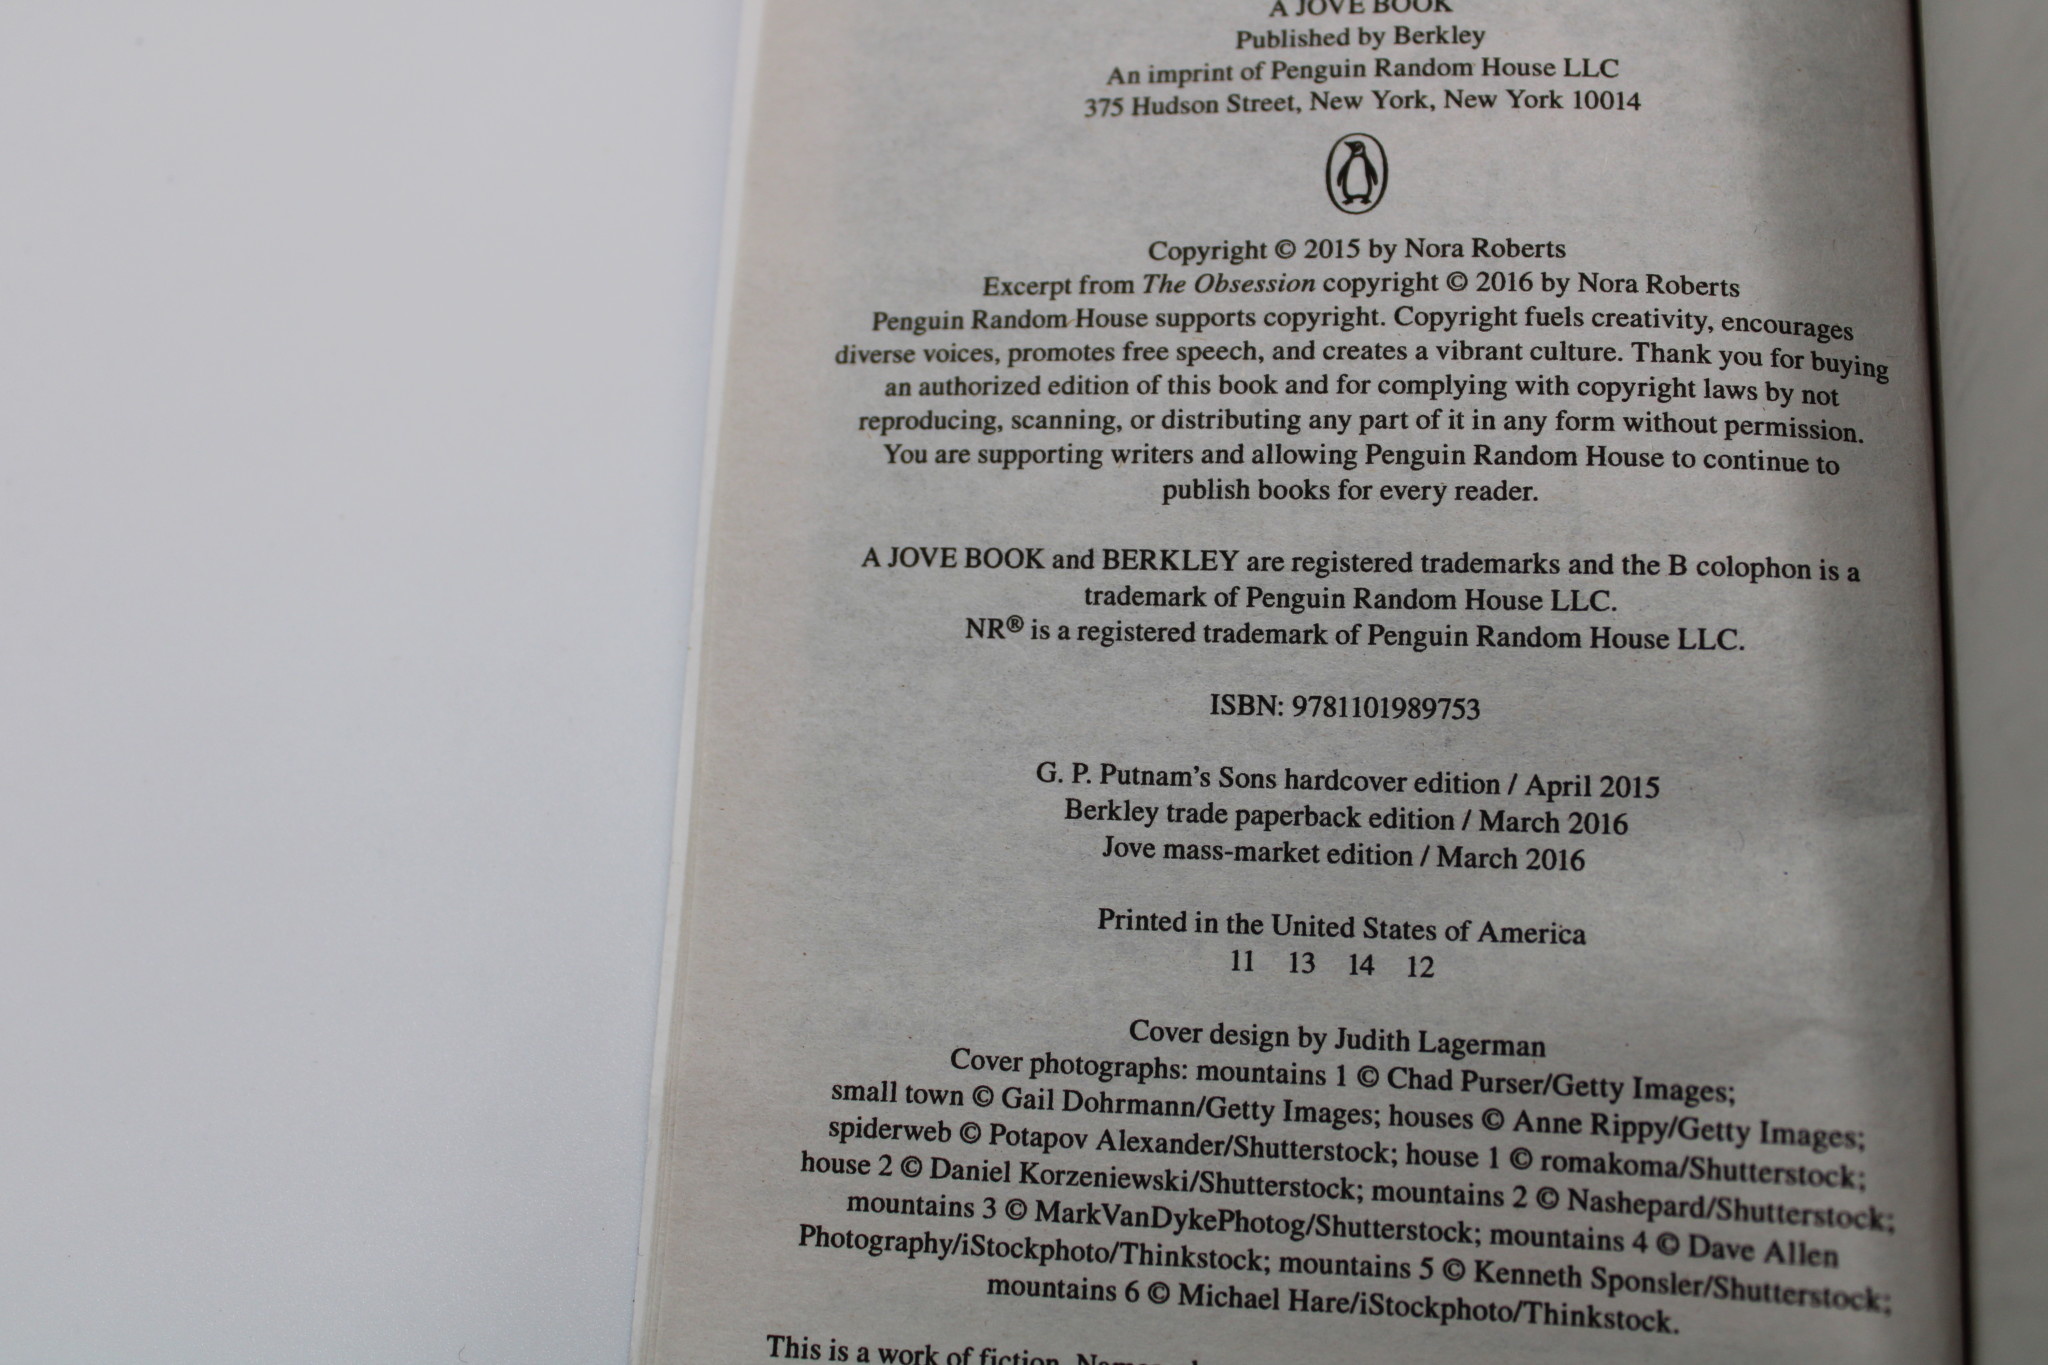 A JOVE BOOK
Published by Berkley
An imprint of Penguin Random House LLC
375 Hudson Street, New York, New York 10014
Copyright © 2015 by Nora Roberts
Excerpt from The Obsession copyright © 2016 by Nora Roberts
Penguin Random House supports copyright. Copyright fuels creativity, encourages
diverse voices, promotes free speech, and creates a vibrant culture. Thank you for buying
an authorized edition of this book and for complying with copyright laws by not
reproducing, scanning, or distributing any part of it in any form without permission.
You are supporting writers and allowing Penguin Random House to continue to
publish books for every reader.
A JOVE BOOK and BERKLEY are registered trademarks and the B colophon is a
trademark of Penguin Random House LLC.
NR® is a registered trademark of Penguin Random House LLC.
ISBN: 9781101989753
G. P. Putnam's Sons hardcover edition / April 2015
Berkley trade paperback edition / March 2016
Jove mass-market edition / March 2016
Printed in the United States of America
11 13 14 12
Cover design by Judith Lagerman
Cover photographs: mountains 1 © Chad Purser/Getty Images;
small town © Gail Dohrmann/Getty Images; houses © Anne Rippy/Getty Images;
spiderweb © Potapov Alexander/Shutterstock; house 1 © romakoma/Shutterstock;
house 2 © Daniel Korzeniewski/Shutterstock; mountains 2 © Nashepard/Shutterstock;
mountains 3 © MarkVanDykePhotog/Shutterstock; mountains 4 © Dave Allen
Photography/iStockphoto/Thinkstock; mountains 5 © Kenneth Sponsler/Shutterstock;
mountains 6 © Michael Hare/iStockphoto/Thinkstock.
This is a work of fiction.